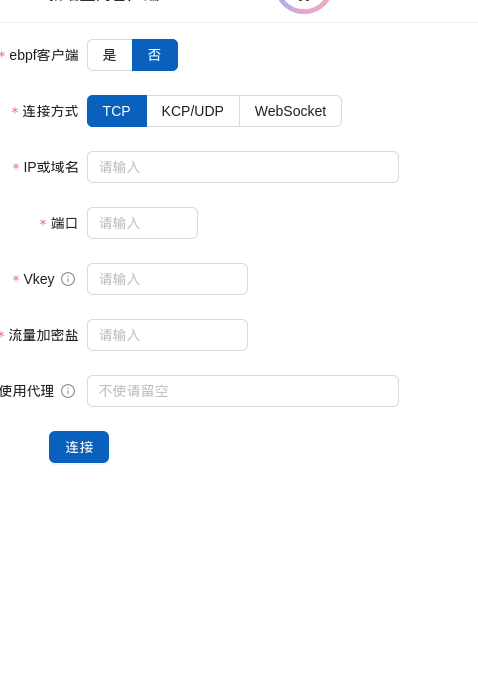 * ebpf客户端 是 否
* 连接方式 TCP KCP/UDP WebSocket
* IP或域名 请输入
* 端口 请输入
* Vkey 请输入
* 流量加密盐 请输入
使用代理 不使请留空
连接